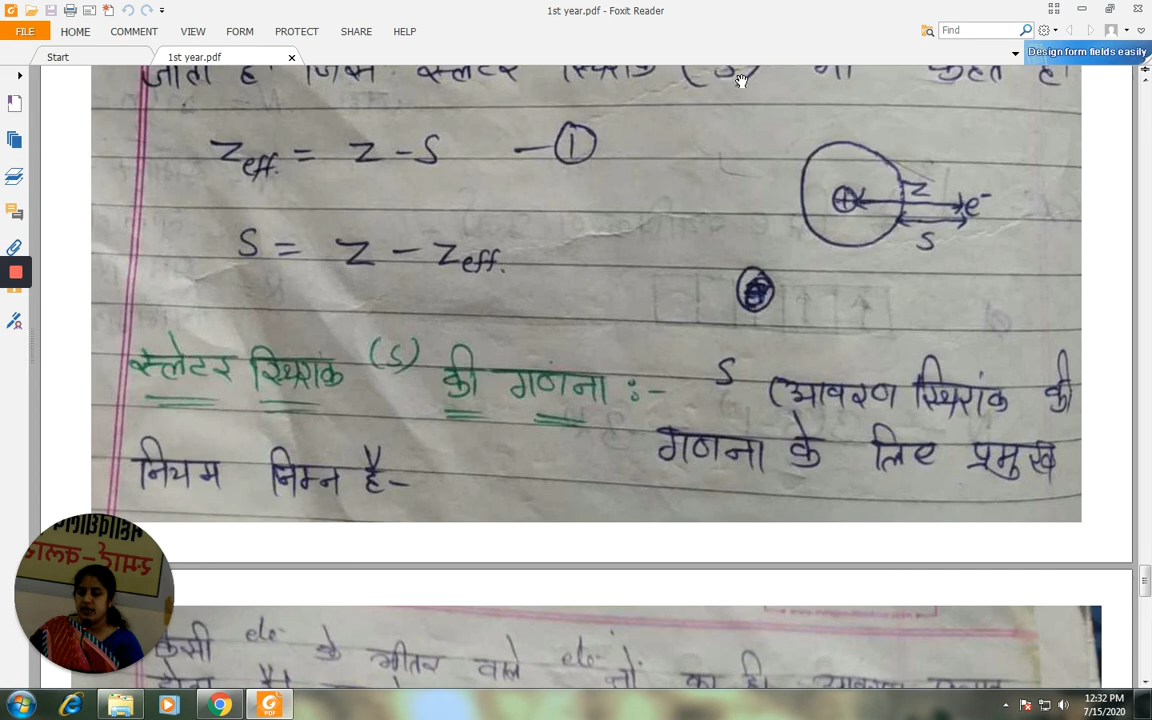 1st year.pdf - Foxit Reader
FILE HOME COMMENT VIEW FORM PROTECT SHARE HELP
Find
Start 1st year.pdf
Design form fields easily
जाता है। जिसे स्लेटर स्थिरांक (S) भी कहते है।
Zeff. = Z - S - ①
Z
e-
S
S = Z - Zeff.
स्लेटर स्थिरांक (S) की गणना :- S (आवरण स्थिरांक की
गणना के लिए प्रमुख
नियम निम्न है-
किसी ele- के भीतर वाले ele- नों का ही
12:32 PM
7/15/2020